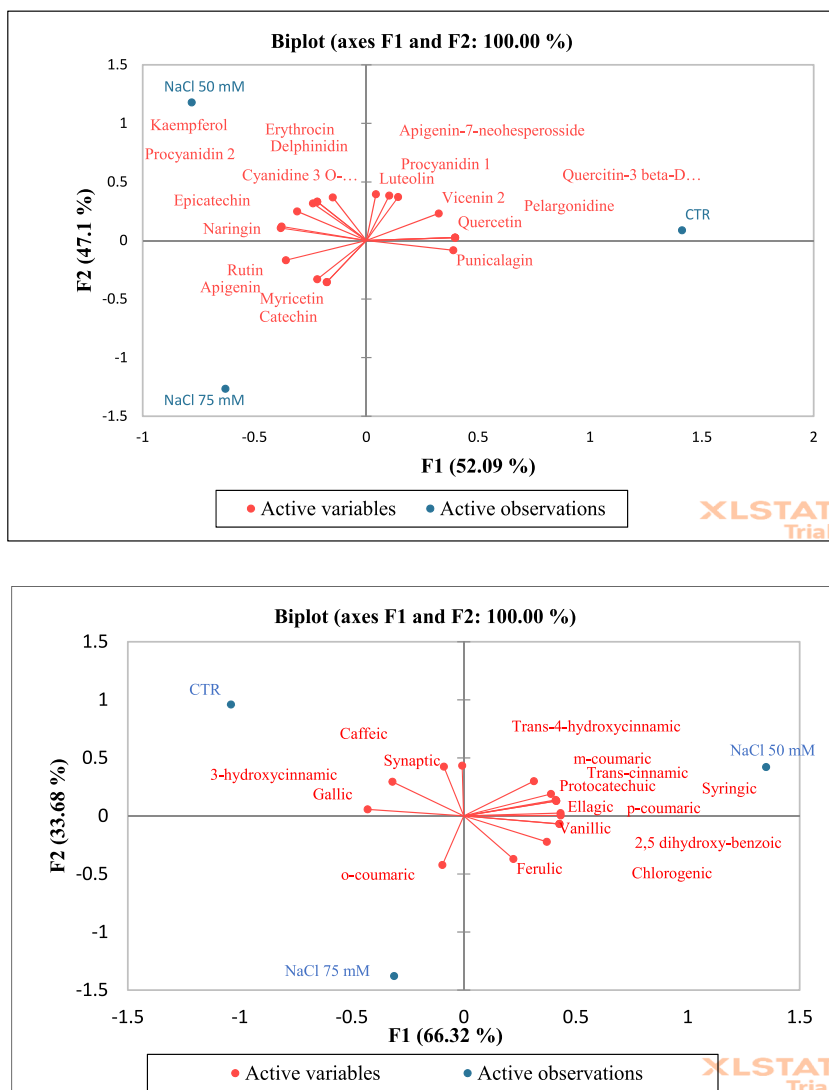 Biplot (axes F1 and F2: 100.00 %)
1.5
NaCl 50 mM
1
Kaempferol
Erythrocin
Apigenin-7-neohesperosside
Procyanidin 2
Delphinidin
0.5
Cyanidine 3 O-…
Luteolin
Procyanidin 1
Quercitin-3 beta-D…
Epicatechin
Vicenin 2
Pelargonidine
CTR
Naringin
Quercetin
0
Rutin
Punicalagin
Apigenin
Myricetin
Catechin
-0.5
-1
NaCl 75 mM
-1.5
F2 (47.1 %)
-1 -0.5 0 0.5 1 1.5 2
F1 (52.09 %)
Active variables Active observations
XLSTAT
Trial
Biplot (axes F1 and F2: 100.00 %)
1.5
CTR
1
Caffeic
Trans-4-hydroxycinnamic
NaCl 50 mM
0.5
Synaptic
m-coumaric
3-hydroxycinnamic
Trans-cinnamic
Gallic
Protocatechuic
Syringic
Ellagic
p-coumaric
0
Vanillic
2,5 dihydroxy-benzoic
o-coumaric
Ferulic
Chlorogenic
-0.5
-1
NaCl 75 mM
-1.5
F2 (33.68 %)
-1.5 -1 -0.5 0 0.5 1 1.5
F1 (66.32 %)
Active variables Active observations
XLSTAT
Trial